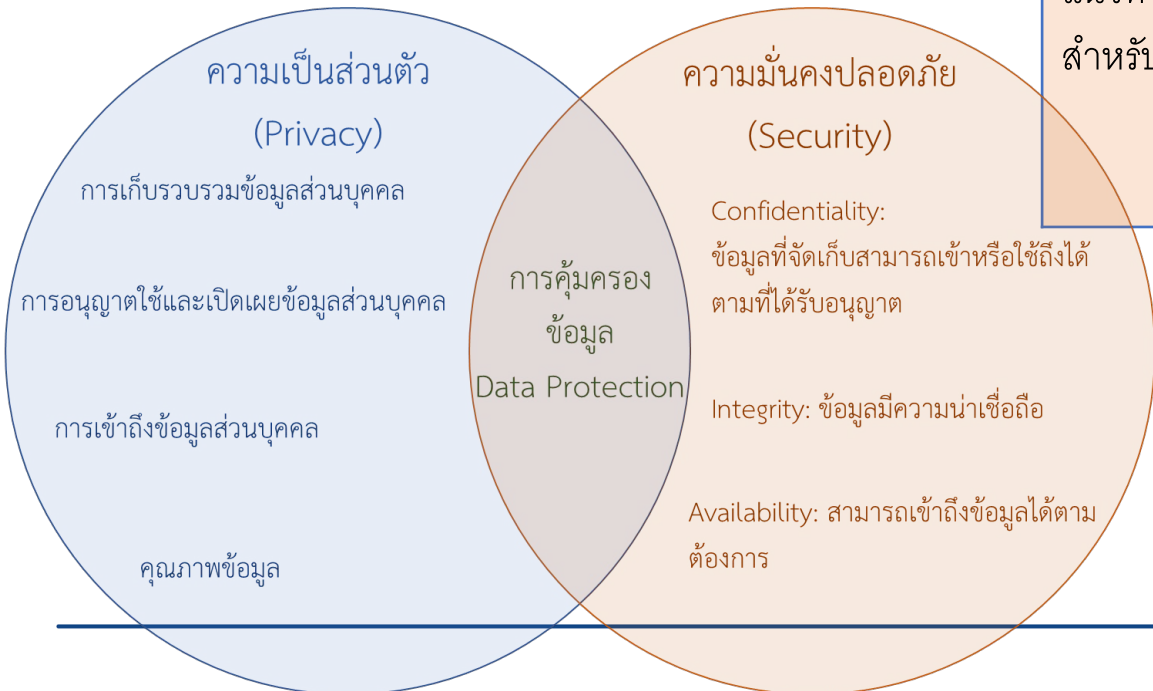 ความเป็นส่วนตัว
(Privacy)
การเก็บรวบรวมข้อมูลส่วนบุคคล
การอนุญาตใช้และเปิดเผยข้อมูลส่วนบุคคล
การเข้าถึงข้อมูลส่วนบุคคล
คุณภาพข้อมูล
การคุ้มครอง
ข้อมูล
Data Protection
ความมั่นคงปลอดภัย
(Security)
Confidentiality:
ข้อมูลที่จัดเก็บสามารถเข้าหรือใช้ถึงได้
ตามที่ได้รับอนุญาต
Integrity: ข้อมูลมีความน่าเชื่อถือ
Availability: สามารถเข้าถึงข้อมูลได้ตาม
ต้องการ
สำหรับ